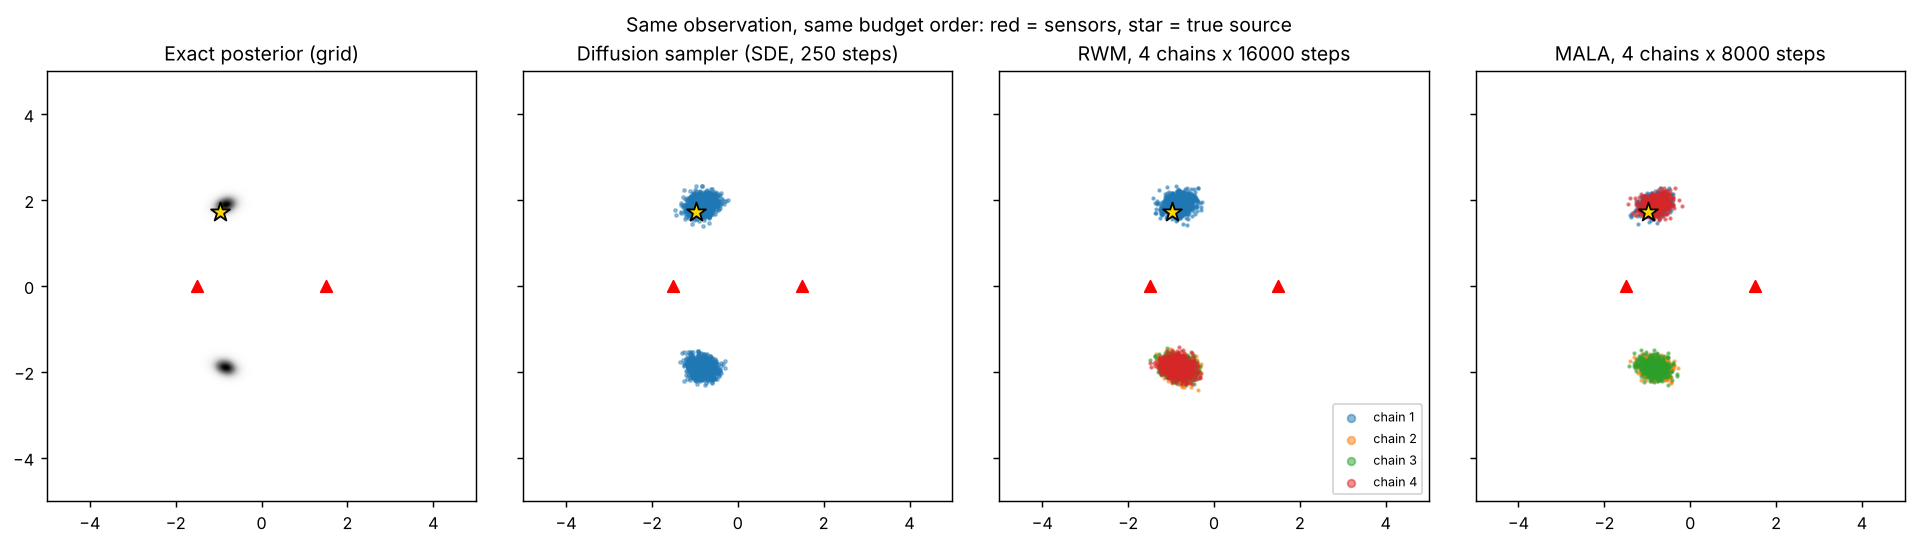 Same observation, same budget order: red = sensors, star = true source
Exact posterior (grid)
Diffusion sampler (SDE, 250 steps)
RWM, 4 chains x 16000 steps
MALA, 4 chains x 8000 steps
4
2
0
−2
−4
−4 −2 0 2 4
−4 −2 0 2 4
−4 −2 0 2 4
−4 −2 0 2 4
chain 1
chain 2
chain 3
chain 4